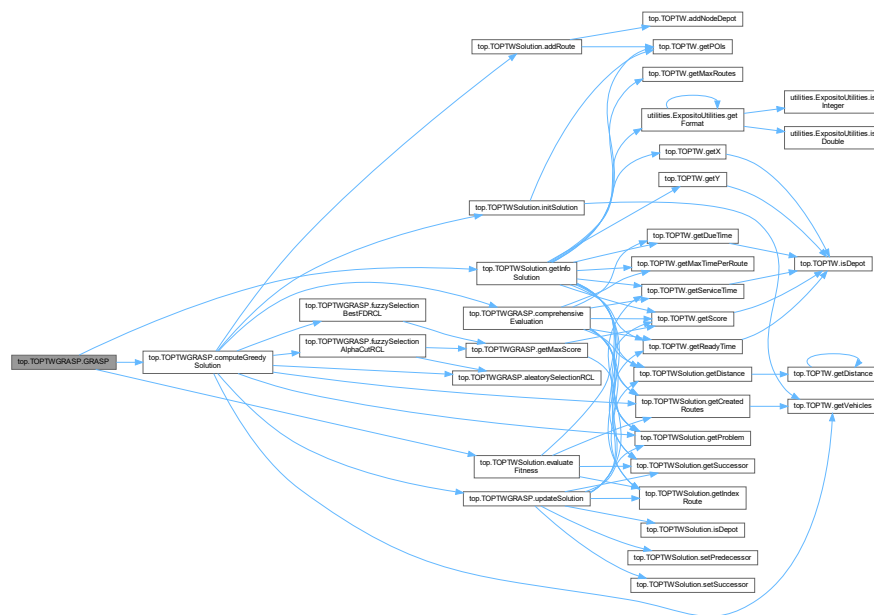 top.TOPTW.addNodeDepot
top.TOPTWSolution.addRoute
top.TOPTW.getPOIs
top.TOPTW.getMaxRoutes
utilities.ExpositoUtilities.is
Integer
utilities.ExpositoUtilities.get
Format
utilities.ExpositoUtilities.is
Double
top.TOPTW.getX
top.TOPTW.getY
top.TOPTWSolution.initSolution
top.TOPTW.getDueTime
top.TOPTWSolution.getInfo
Solution
top.TOPTW.getMaxTimePerRoute
top.TOPTW.isDepot
top.TOPTW.getServiceTime
top.TOPTWGRASP.fuzzySelection
BestFDRCL
top.TOPTWGRASP.comprehensive
Evaluation
top.TOPTW.getScore
top.TOPTWGRASP.fuzzySelection
AlphaCutRCL
top.TOPTWGRASP.getMaxScore
top.TOPTW.getReadyTime
top.TOPTWGRASP.GRASP
top.TOPTWGRASP.computeGreedy
Solution
top.TOPTWGRASP.aleatorySelectionRCL
top.TOPTWSolution.getDistance
top.TOPTW.getDistance
top.TOPTWSolution.getCreated
Routes
top.TOPTW.getVehicles
top.TOPTWSolution.getProblem
top.TOPTWSolution.evaluate
Fitness
top.TOPTWSolution.getSuccessor
top.TOPTWGRASP.updateSolution
top.TOPTWSolution.getIndex
Route
top.TOPTWSolution.isDepot
top.TOPTWSolution.setPredecessor
top.TOPTWSolution.setSuccessor